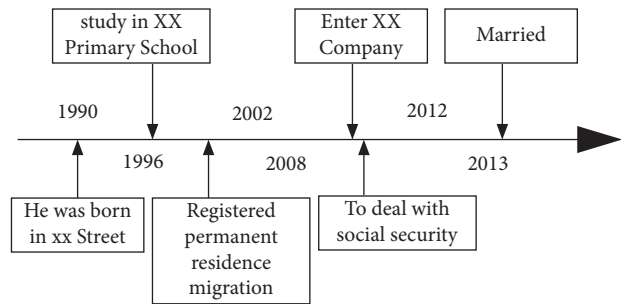 study in XX
Primary School
Enter XX
Company
Married
1990
2002
2012
1996
2008
2013
He was born
in xx Street
Registered
permanent
residence
migration
To deal with
social security